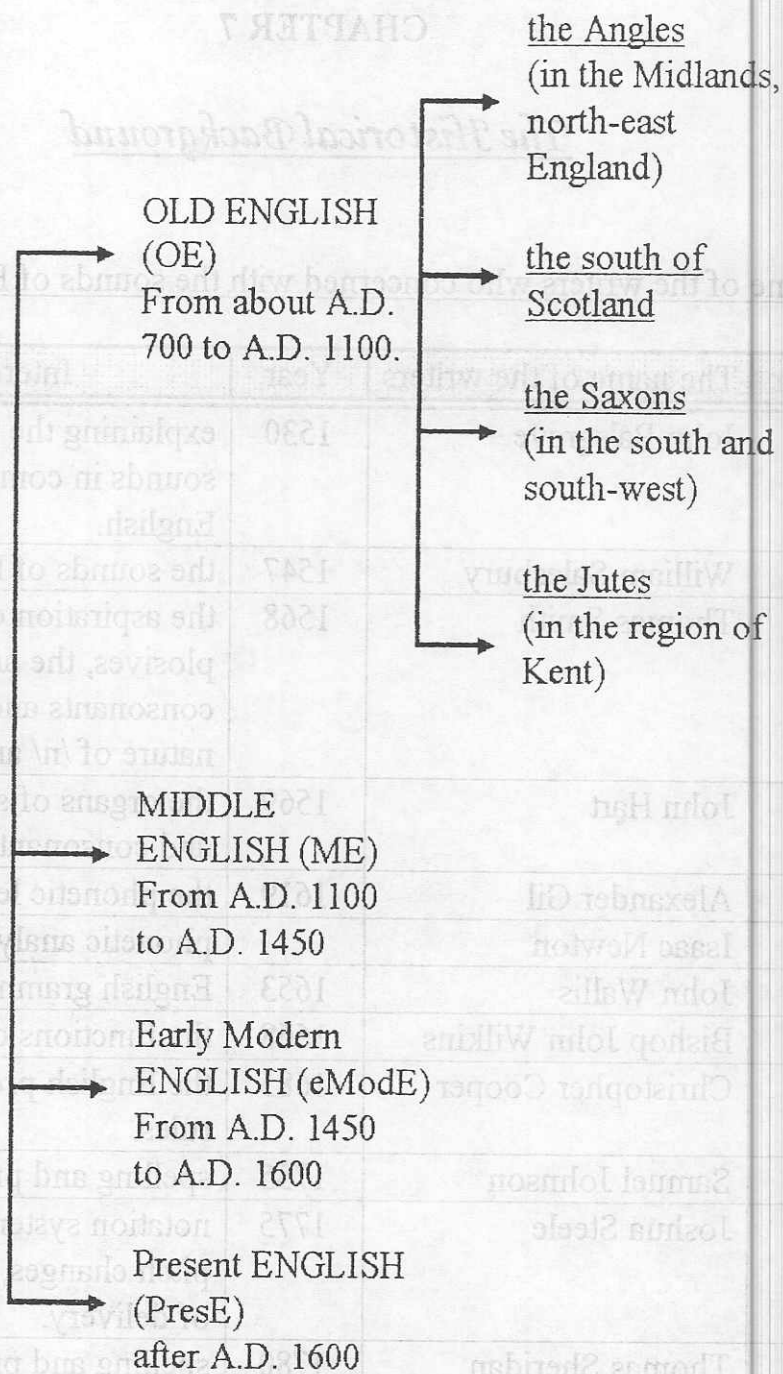 OLD ENGLISH
(OE)
From about A.D.
700 to A.D. 1100.
the Angles
(in the Midlands,
north-east
England)
the south of
Scotland
the Saxons
(in the south and
south-west)
the Jutes
(in the region of
Kent)
MIDDLE
ENGLISH (ME)
From A.D. 1100
to A.D. 1450
Early Modern
ENGLISH (eModE)
From A.D. 1450
to A.D. 1600
Present ENGLISH
(PresE)
after A.D. 1600